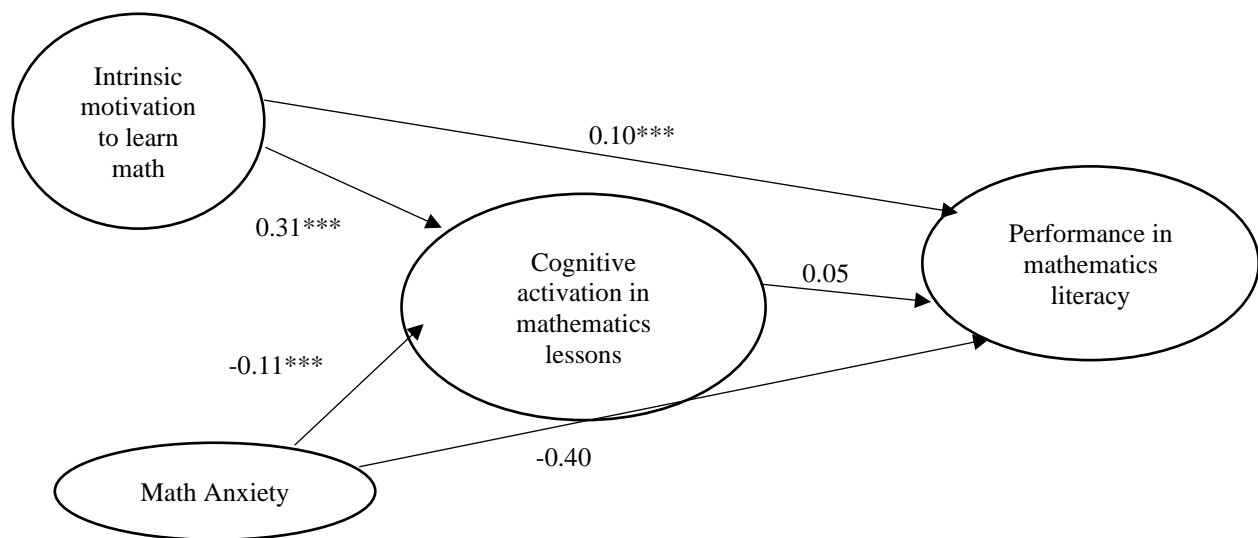 Intrinsic
motivation
to learn
math
0.10***
0.31***
Performance in
mathematics
literacy
Cognitive
activation in
mathematics
lessons
0.05
-0.11***
-0.40
Math Anxiety